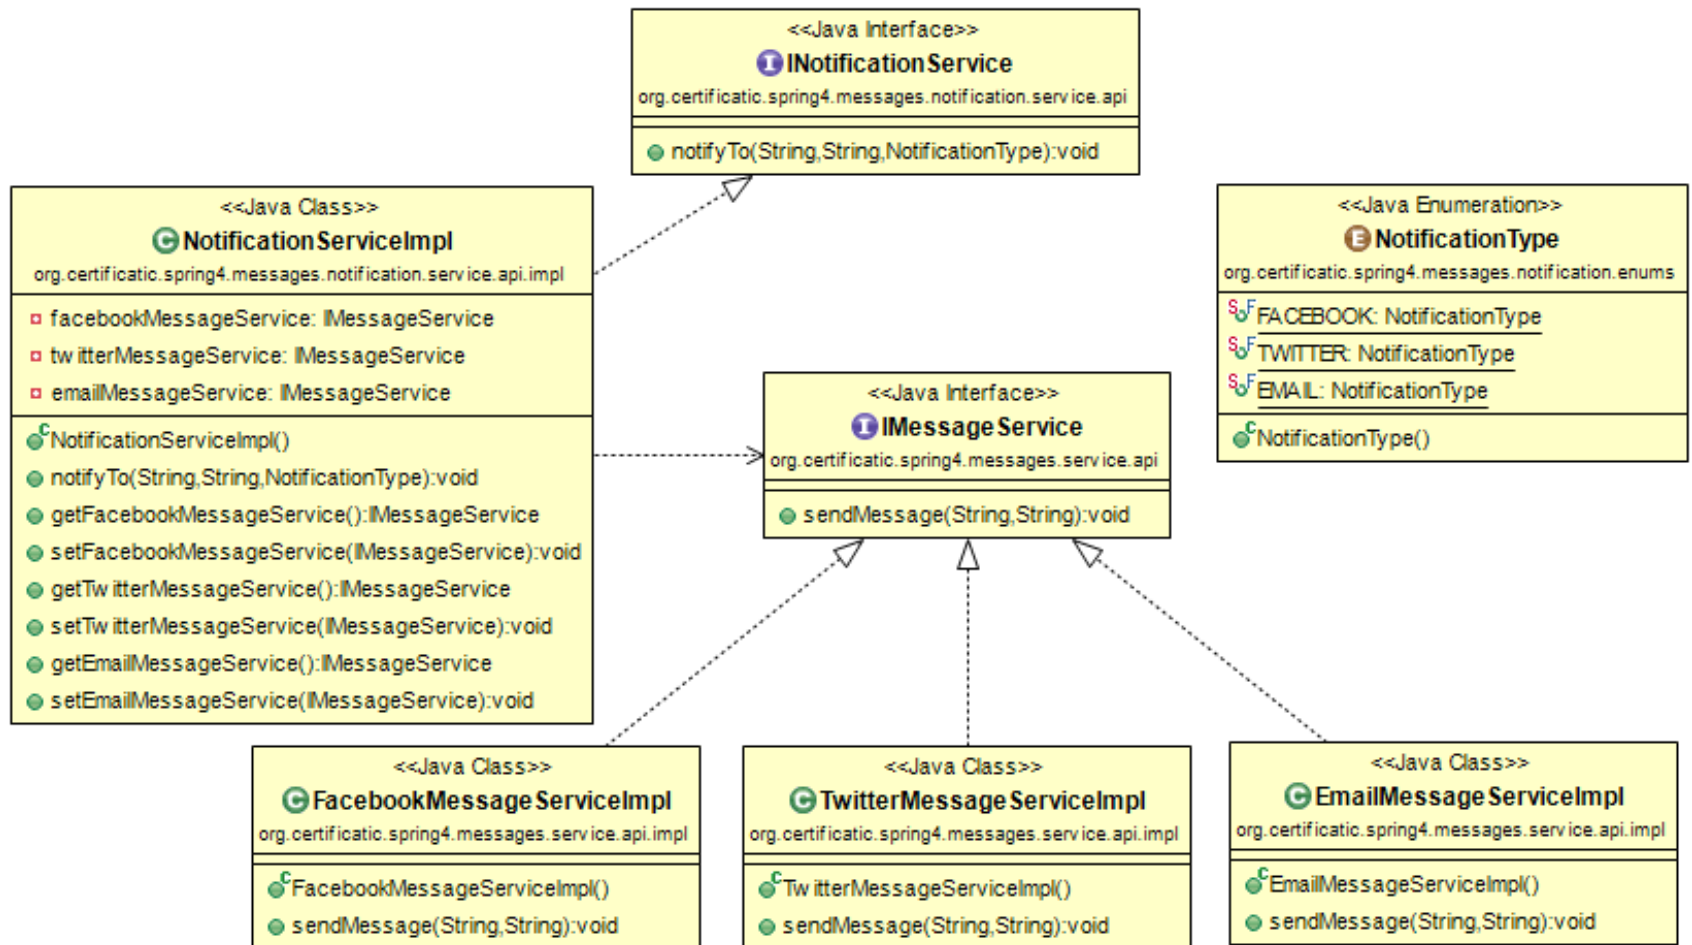 <<Java Interface>>
INotificationService
org.certificatic.spring4.messages.notification.service.api
notifyTo(String,String,NotificationType):void
<<Java Class>>
NotificationServiceImpl
org.certificatic.spring4.messages.notification.service.api.impl
facebookMessageService: IMessageService
twitterMessageService: IMessageService
emailMessageService: IMessageService
NotificationServiceImpl()
notifyTo(String,String,NotificationType):void
getFacebookMessageService():IMessageService
setFacebookMessageService(IMessageService):void
getTwitterMessageService():IMessageService
setTwitterMessageService(IMessageService):void
getEmailMessageService():IMessageService
setEmailMessageService(IMessageService):void
<<Java Enumeration>>
NotificationType
org.certificatic.spring4.messages.notification.enums
FACEBOOK: NotificationType
TWITTER: NotificationType
EMAIL: NotificationType
NotificationType()
<<Java Interface>>
IMessageService
org.certificatic.spring4.messages.service.api
sendMessage(String,String):void
<<Java Class>>
FacebookMessageServiceImpl
org.certificatic.spring4.messages.service.api.impl
FacebookMessageServiceImpl()
sendMessage(String,String):void
<<Java Class>>
TwitterMessageServiceImpl
org.certificatic.spring4.messages.service.api.impl
TwitterMessageServiceImpl()
sendMessage(String,String):void
<<Java Class>>
EmailMessageServiceImpl
org.certificatic.spring4.messages.service.api.impl
EmailMessageServiceImpl()
sendMessage(String,String):void